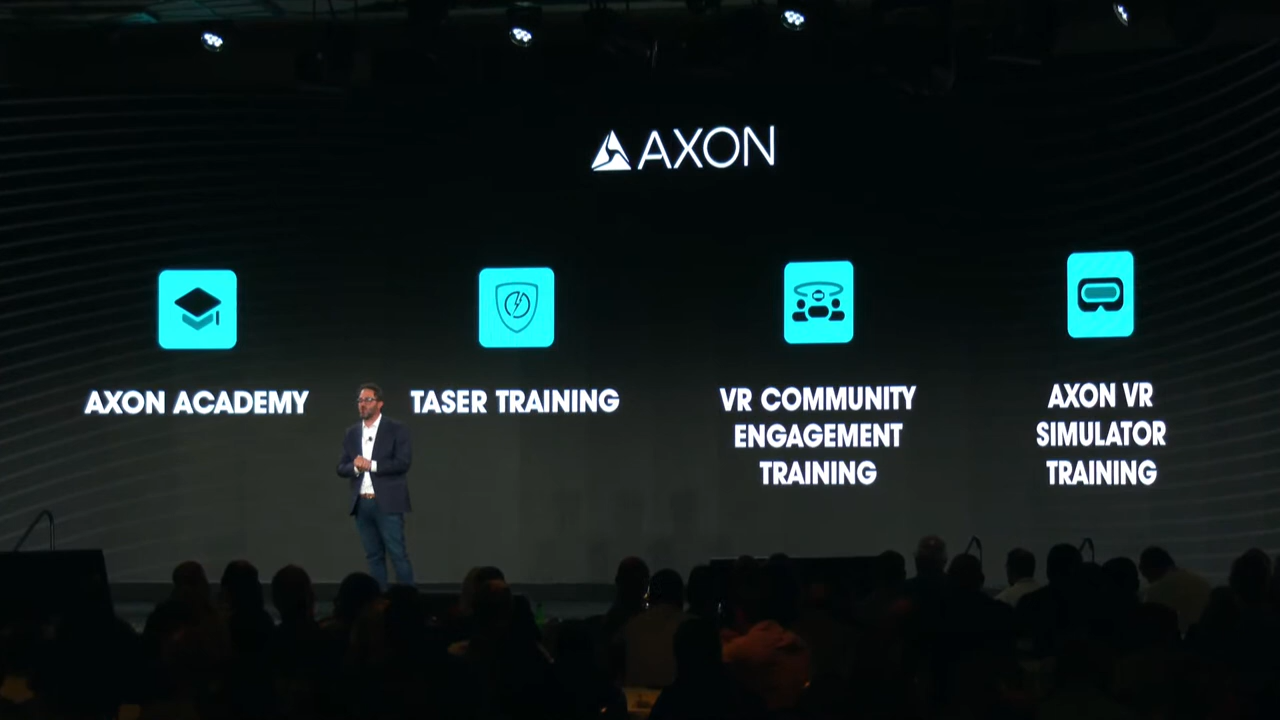 AXON
AXON ACADEMY
TASER TRAINING
VR COMMUNITY
ENGAGEMENT
TRAINING
AXON VR
SIMULATOR
TRAINING